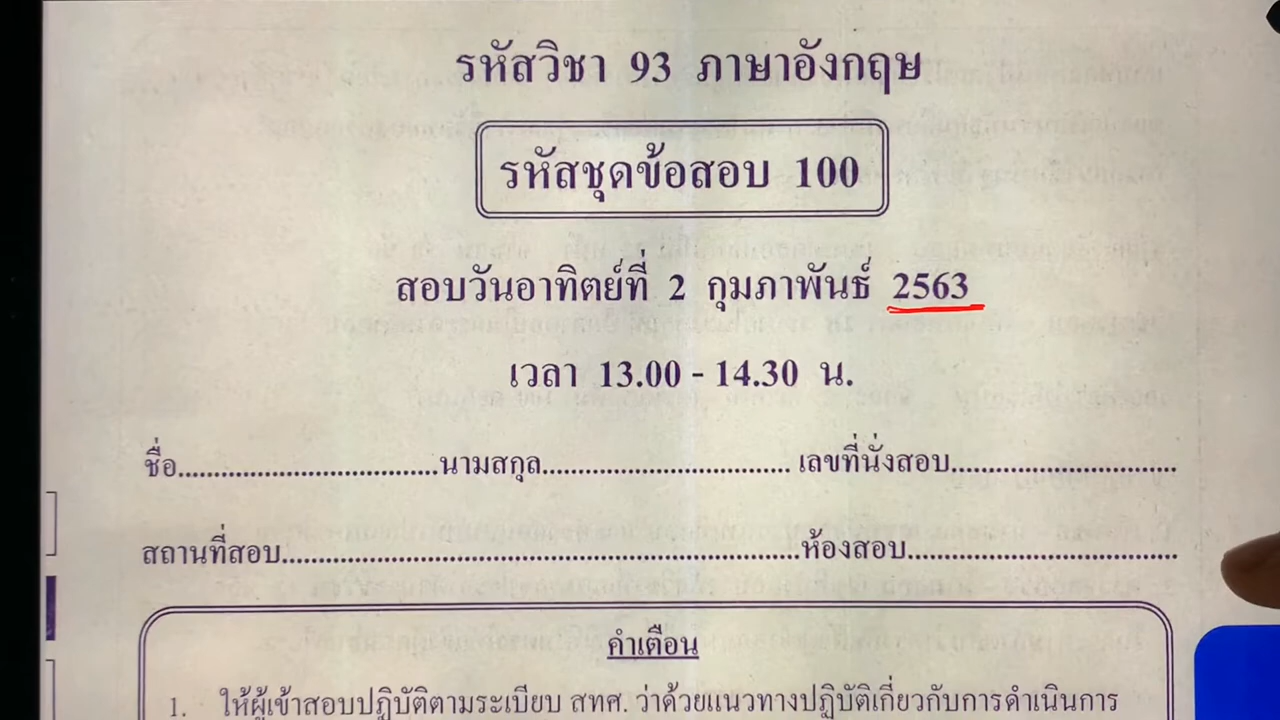 รหัสวิชา 93 ภาษาอังกฤษ
รหัสชุดข้อสอบ 100
สอบวันอาทิตย์ที่ 2 กุมภาพันธ์ 2563
เวลา 13.00 - 14.30 น.
ชื่อ..............................นามสกุล.............................. เลขที่นั่งสอบ...........................
สถานที่สอบ..............................................................ห้องสอบ.................................
คำเตือน
1. ให้ผู้เข้าสอบปฏิบัติตามระเบียบ สทศ. ว่าด้วยแนวทางปฏิบัติเกี่ยวกับการดำเนินการ